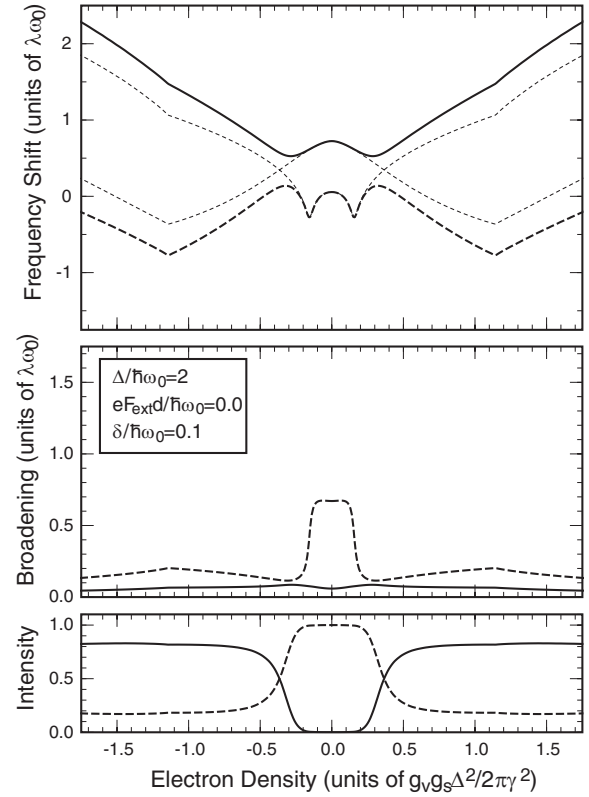 Frequency Shift (units of λω₀)
2
1
0
-1
Broadening (units of λω₀)
1.5
1.0
0.5
0.0
Δ/ħω₀=2
eFₑₓₜd/ħω₀=0.0
δ/ħω₀=0.1
Intensity
1.0
0.5
0.0
-1.5 -1.0 -0.5 0.0 0.5 1.0 1.5
Electron Density (units of gᵥgₛΔ²/2πγ²)